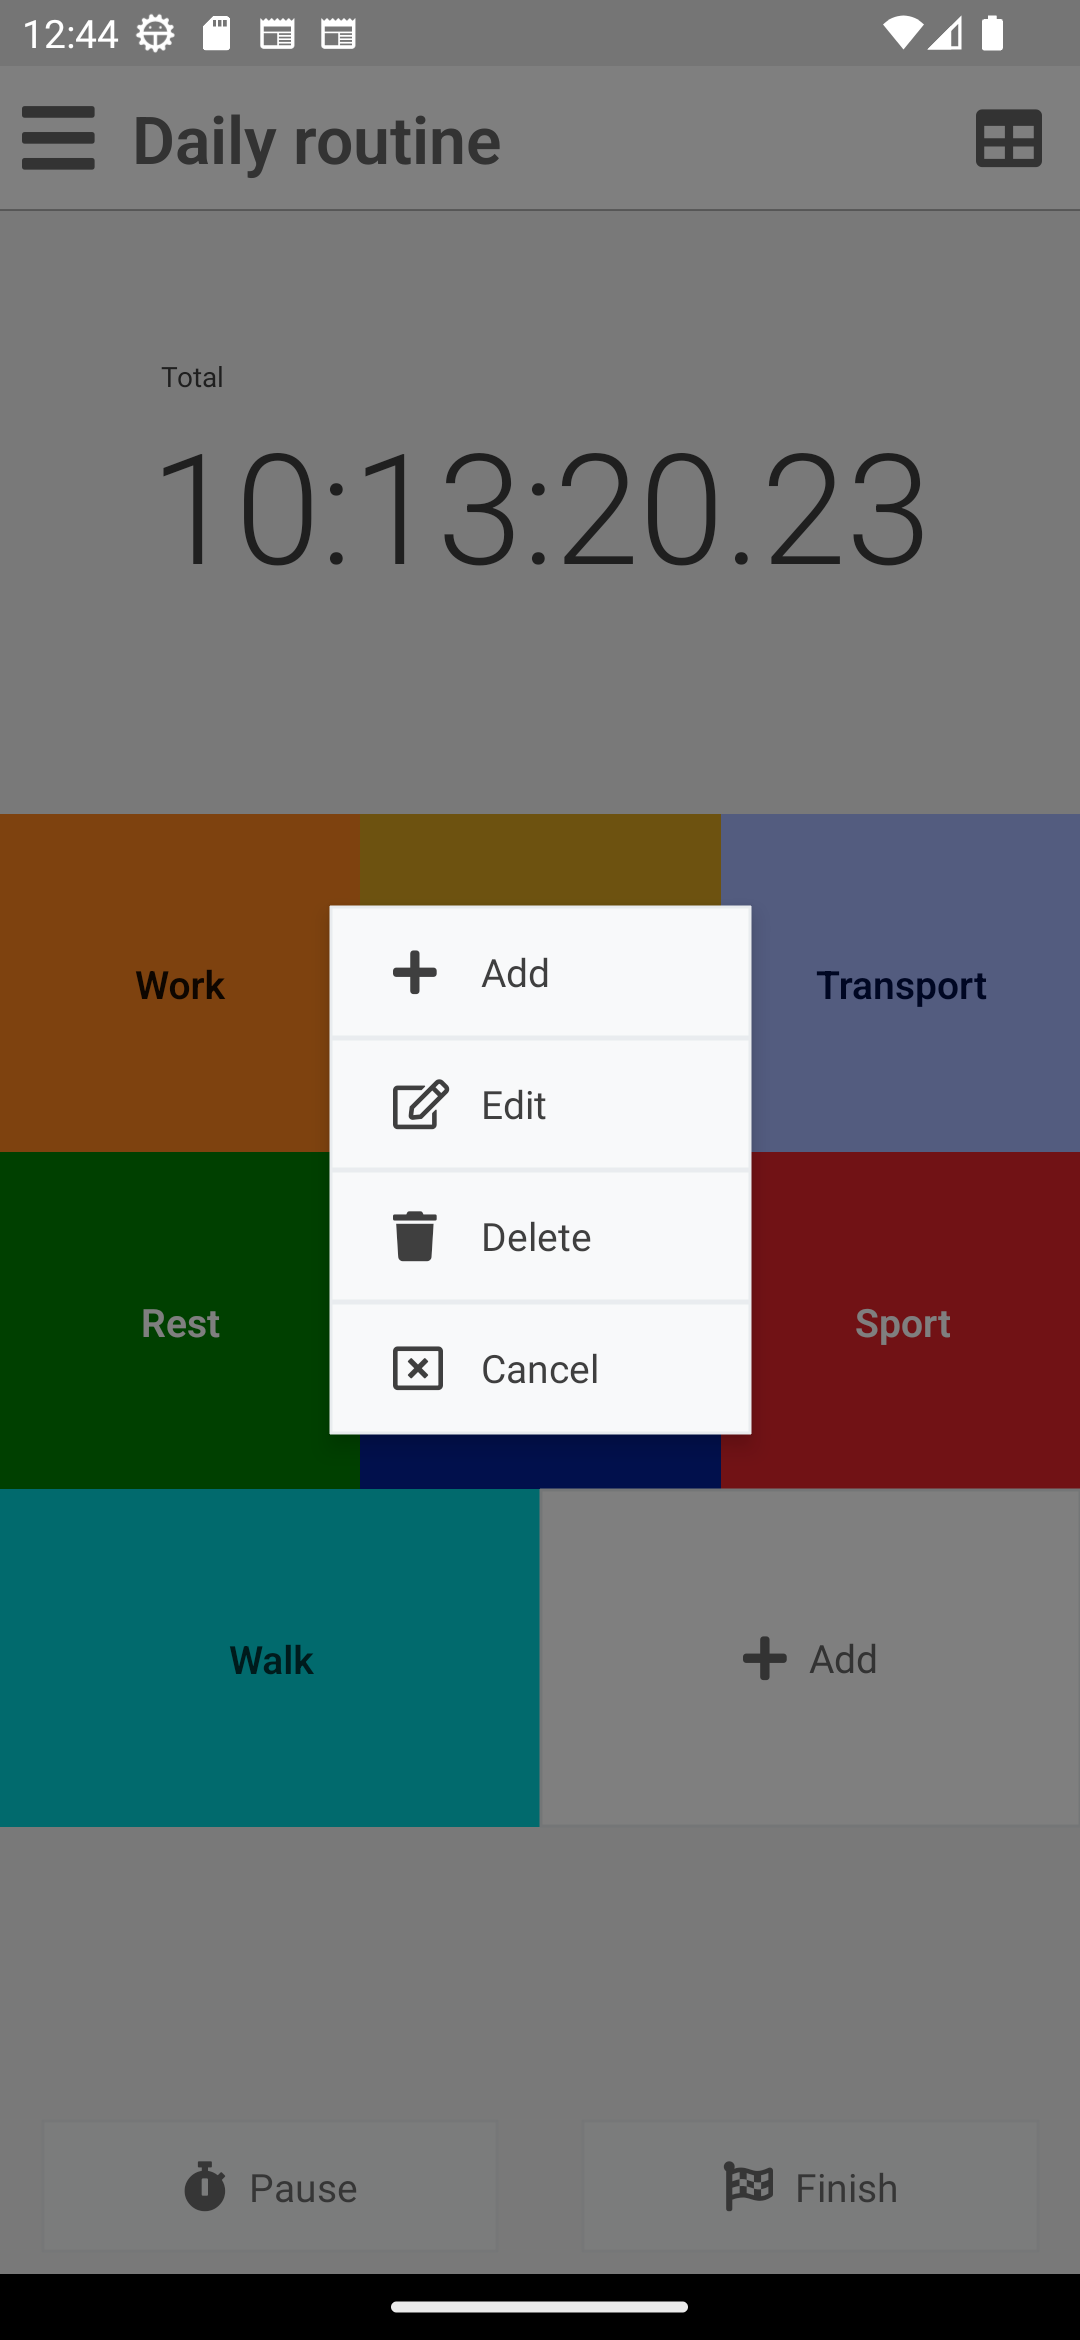 12:44
Daily routine
Total
10:13:20.23
Work
Transport
Add
Edit
Delete
Cancel
Rest
Sport
Walk
Add
Pause
Finish